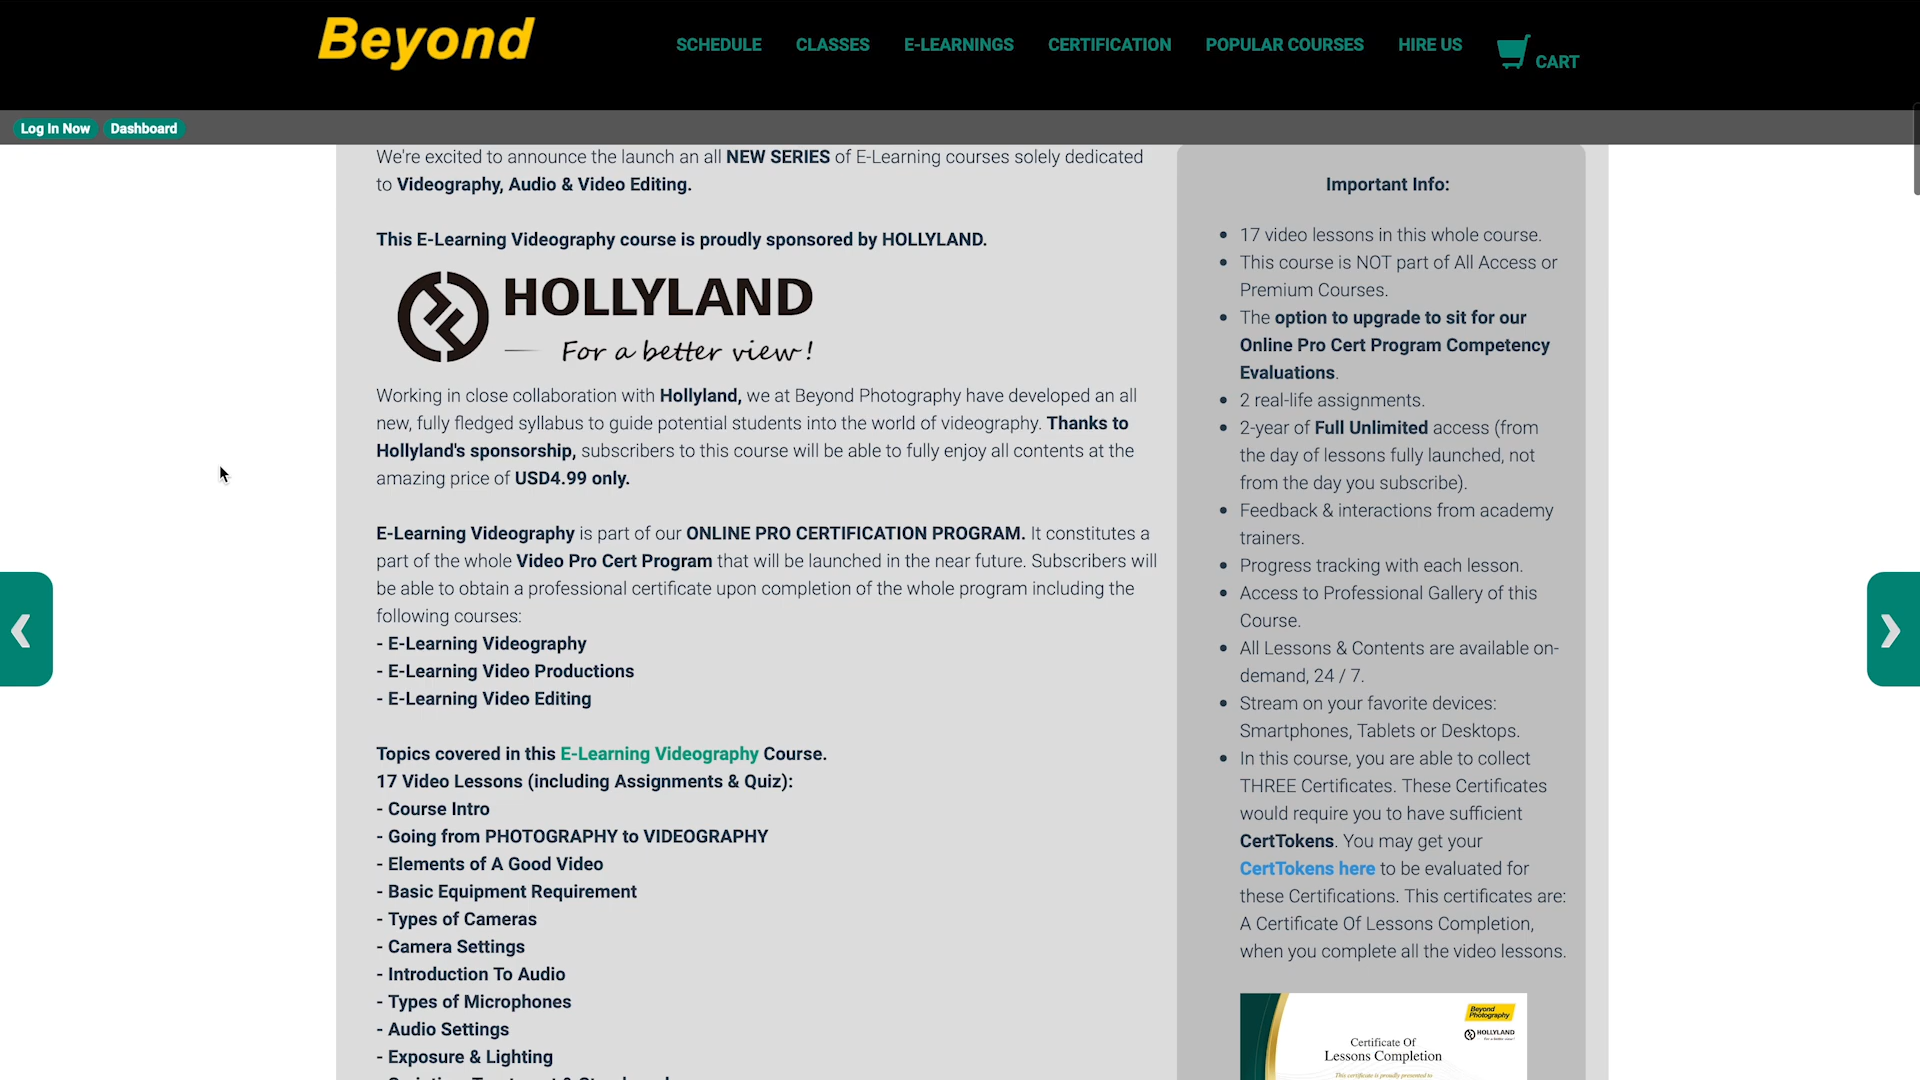 Beyond
SCHEDULE
CLASSES
E-LEARNINGS
CERTIFICATION
POPULAR COURSES
HIRE US
CART
Log In Now
Dashboard
We're excited to announce the launch an all NEW SERIES of E-Learning courses solely dedicated
to Videography, Audio & Video Editing.
This E-Learning Videography course is proudly sponsored by HOLLYLAND.
HOLLYLAND
For a better view!
Working in close collaboration with Hollyland, we at Beyond Photography have developed an all
new, fully fledged syllabus to guide potential students into the world of videography. Thanks to
Hollyland's sponsorship, subscribers to this course will be able to fully enjoy all contents at the
amazing price of USD4.99 only.
E-Learning Videography is part of our ONLINE PRO CERTIFICATION PROGRAM. It constitutes a
part of the whole Video Pro Cert Program that will be launched in the near future. Subscribers will
be able to obtain a professional certificate upon completion of the whole program including the
following courses:
- E-Learning Videography
- E-Learning Video Productions
- E-Learning Video Editing
Topics covered in this E-Learning Videography Course.
17 Video Lessons (including Assignments & Quiz):
- Course Intro
- Going from PHOTOGRAPHY to VIDEOGRAPHY
- Elements of A Good Video
- Basic Equipment Requirement
- Types of Cameras
- Camera Settings
- Introduction To Audio
- Types of Microphones
- Audio Settings
- Exposure & Lighting
Important Info:
• 17 video lessons in this whole course.
• This course is NOT part of All Access or
Premium Courses.
• The option to upgrade to sit for our
Online Pro Cert Program Competency
Evaluations.
• 2 real-life assignments.
• 2-year of Full Unlimited access (from
the day of lessons fully launched, not
from the day you subscribe).
• Feedback & interactions from academy
trainers.
• Progress tracking with each lesson.
• Access to Professional Gallery of this
Course.
• All Lessons & Contents are available on-
demand, 24 / 7.
• Stream on your favorite devices:
Smartphones, Tablets or Desktops.
• In this course, you are able to collect
THREE Certificates. These Certificates
would require you to have sufficient
CertTokens. You may get your
CertTokens here to be evaluated for
these Certifications. This certificates are:
A Certificate Of Lessons Completion,
when you complete all the video lessons.
Beyond
Photography
HOLLYLAND
For a better view!
Certificate Of
Lessons Completion
This certificate is proudly presented to